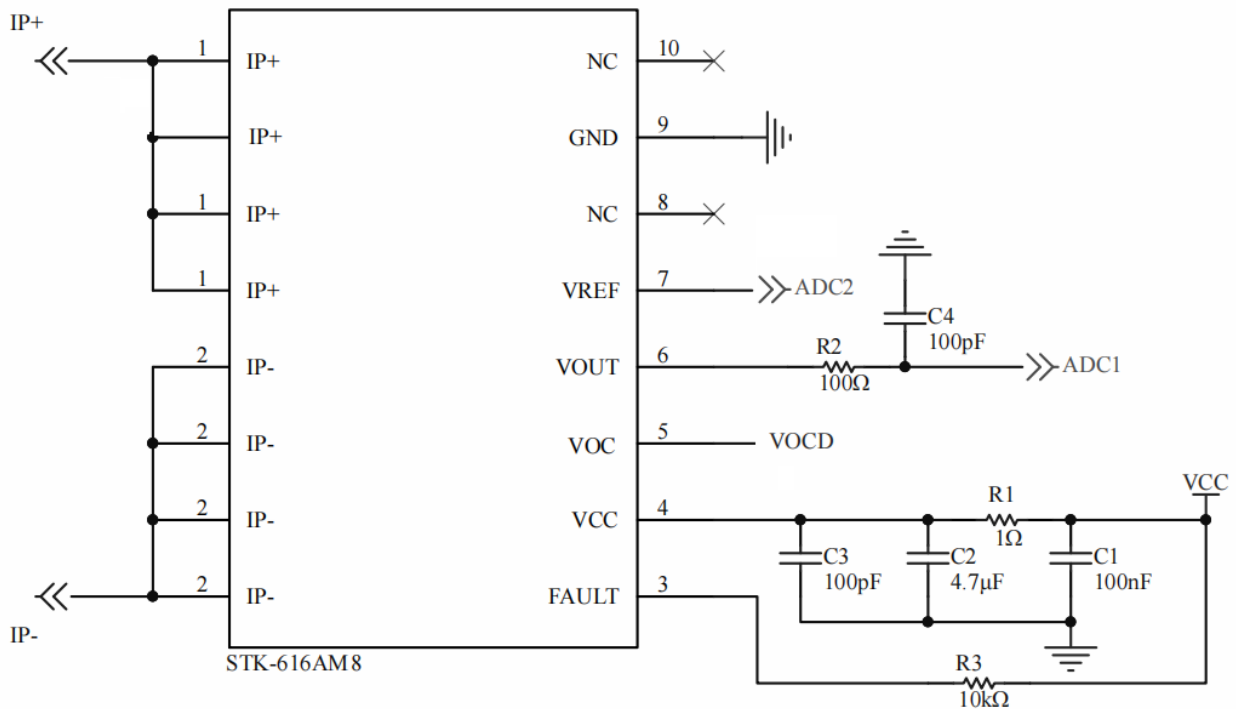 IP+
1 IP+ NC 10
IP+ GND 9
1 IP+ NC 8
1 IP+ VREF 7 ADC2
C4
100pF
2 IP- VOUT 6 R2 ADC1
100Ω
2 IP- VOC 5 VOCD
VCC
2 IP- VCC 4 R1
1Ω
C3 C2 C1
100pF 4.7μF 100nF
2 IP- FAULT 3
IP-
STK-616AM8
R3
10kΩ